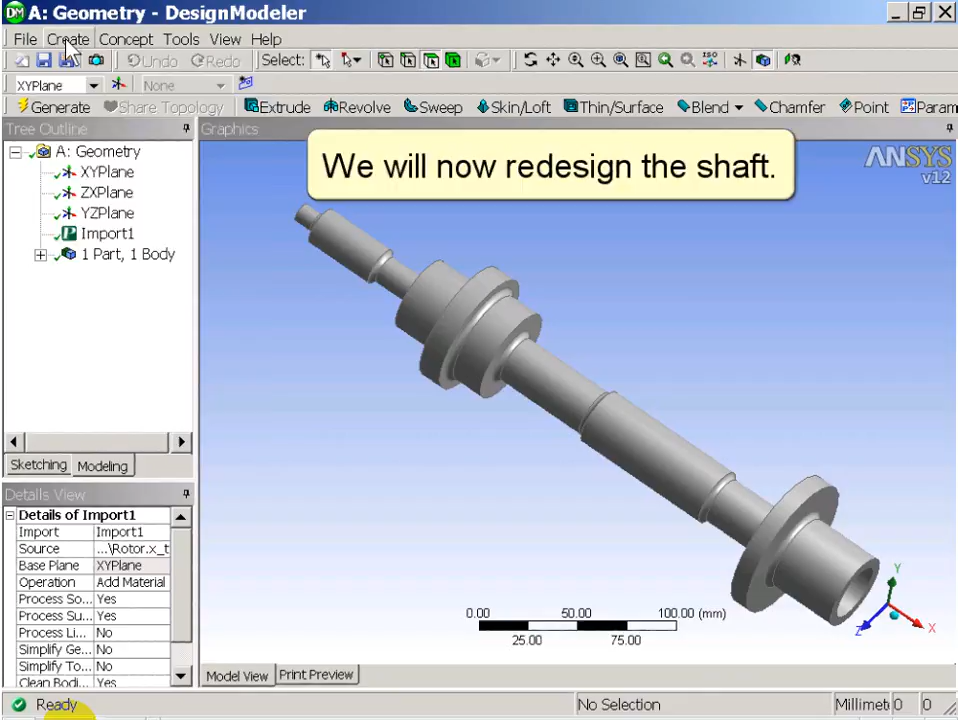 A: Geometry - DesignModeler
File Create Concept Tools View Help
Undo Redo Select: ISO
XYPlane None
Generate Share Topology Extrude Revolve Sweep Skin/Loft Thin/Surface Blend Chamfer Point Param
Tree Outline
Graphics
A: Geometry
XYPlane
ZXPlane
YZPlane
Import1
1 Part, 1 Body
We will now redesign the shaft.
ANSYS
v12
Sketching Modeling
Details View
Details of Import1
Import Import1
Source ...\Rotor.x_t
Base Plane XYPlane
Operation Add Material
Process So... Yes
Process Su... Yes
Process Li... No
Simplify Ge... No
Simplify To... No
Clean Bodi... Yes
0.00 50.00 100.00 (mm)
25.00 75.00
Y
X
Z
Model View Print Preview
Ready No Selection Millimet 0 0